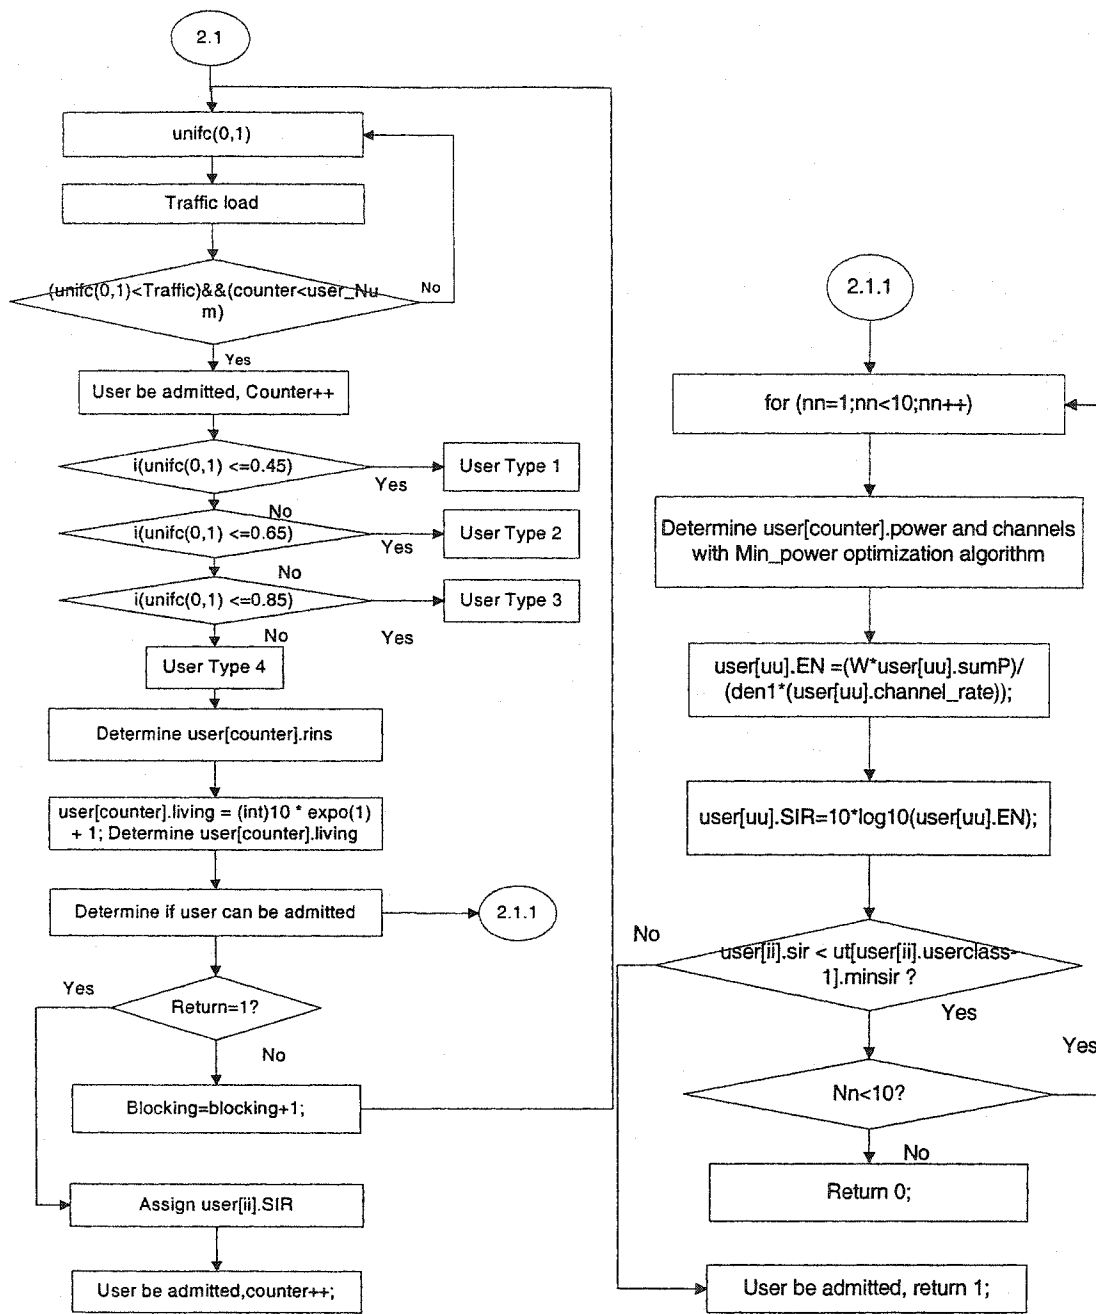 2.1
unifc(0,1)
Traffic load
(unifc(0,1)<Traffic)&&(counter<user_Nu
m)
No
Yes
User be admitted, Counter++
i(unifc(0,1) <=0.45)
Yes
User Type 1
No
i(unifc(0,1) <=0.65)
Yes
User Type 2
No
i(unifc(0,1) <=0.85)
Yes
User Type 3
No
User Type 4
Determine user[counter].rins
user[counter].living = (int)10 * expo(1)
+ 1; Determine user[counter].living
Determine if user can be admitted
2.1.1
Yes
Return=1?
No
Blocking=blocking+1;
Assign user[ii].SIR
User be admitted,counter++;
2.1.1
for (nn=1;nn<10;nn++)
Determine user[counter].power and channels
with Min_power optimization algorithm
user[uu].EN =(W*user[uu].sumP)/
(den1*(user[uu].channel_rate));
user[uu].SIR=10*log10(user[uu].EN);
No
user[ii].sir < ut[user[ii].userclass-
1].minsir ?
Yes
Yes
Nn<10?
No
Return 0;
User be admitted, return 1;